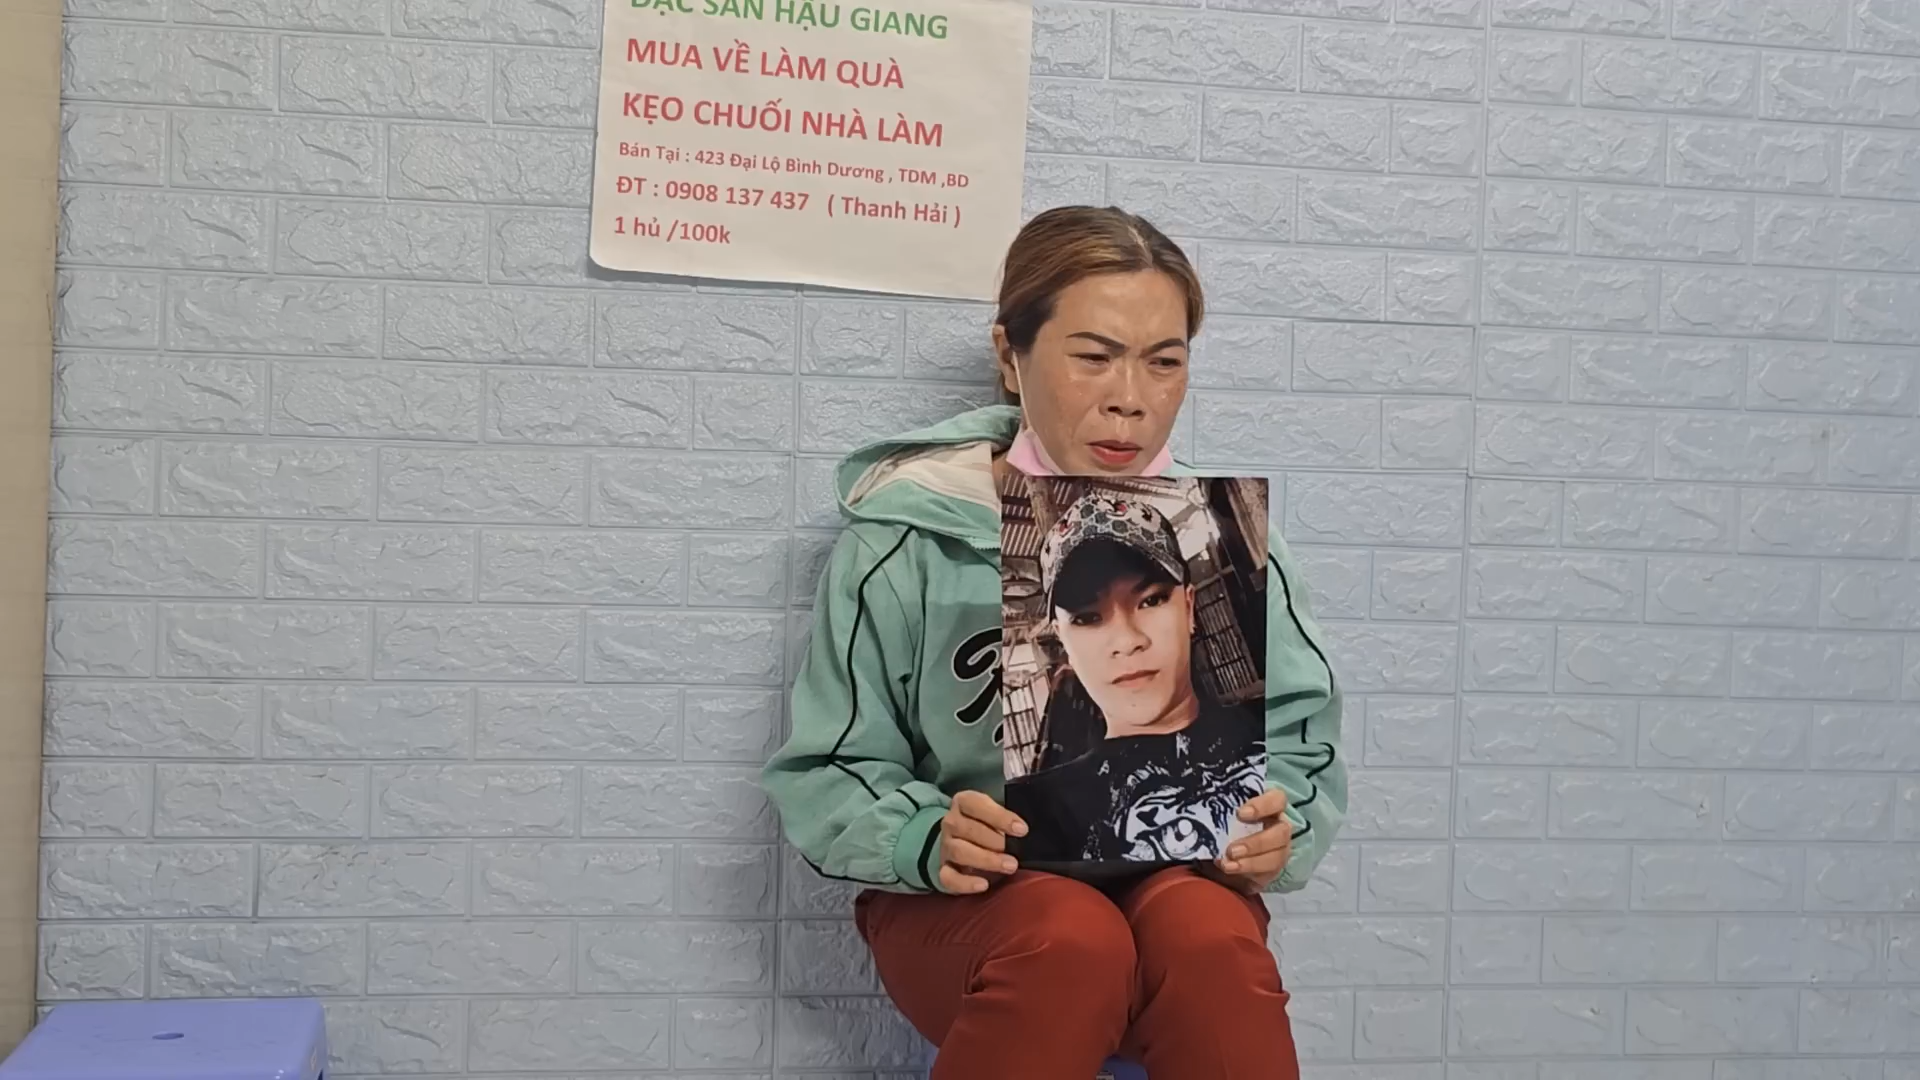 ĐẶC SẢN HẬU GIANG
MUA VỀ LÀM QUÀ
KẸO CHUỐI NHÀ LÀM
Bán Tại : 423 Đại Lộ Bình Dương , TDM ,BD
ĐT : 0908 137 437 ( Thanh Hải )
1 hủ /100k